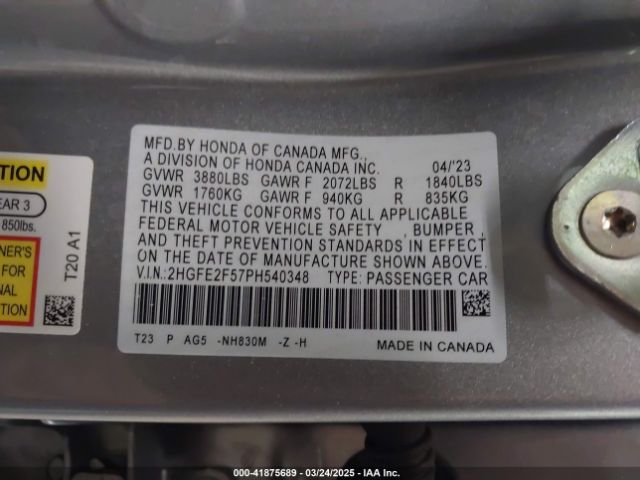 TION
EAR 3
850lbs.
NER'S
FOR
NAL
TION
T20 A1
MFD.BY HONDA OF CANADA MFG.,
A DIVISION OF HONDA CANADA INC. 04/'23
GVWR 3880LBS GAWR F 2072LBS R 1840LBS
GVWR 1760KG GAWR F 940KG R 835KG
THIS VEHICLE CONFORMS TO ALL APPLICABLE
FEDERAL MOTOR VEHICLE SAFETY , BUMPER ,
AND THEFT PREVENTION STANDARDS IN EFFECT
ON THE DATE OF MANUFACTURE SHOWN ABOVE.
V.I.N.:2HGFE2F57PH540348 TYPE: PASSENGER CAR
T23 P AG5 -NH830M -Z -H
MADE IN CANADA
000-41875689 - 03/24/2025 - IAA Inc.